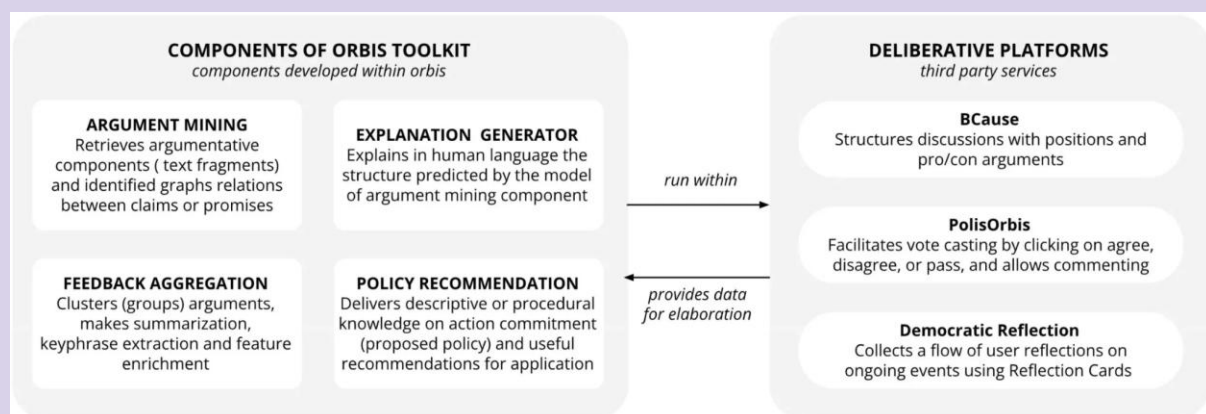 COMPONENTS OF ORBIS TOOLKIT
components developed within orbis
ARGUMENT MINING
Retrieves argumentative
components ( text fragments)
and identified graphs relations
between claims or promises
EXPLANATION GENERATOR
Explains in human language the
structure predicted by the model
of argument mining component
FEEDBACK AGGREGATION
Clusters (groups) arguments,
makes summarization,
keyphrase extraction and feature
enrichment
POLICY RECOMMENDATION
Delivers descriptive or procedural
knowledge on action commitment
(proposed policy) and useful
recommendations for application
run within
provides data
for elaboration
DELIBERATIVE PLATFORMS
third party services
BCause
Structures discussions with positions and
pro/con arguments
PolisOrbis
Facilitates vote casting by clicking on agree,
disagree, or pass, and allows commenting
Democratic Reflection
Collects a flow of user reflections on
ongoing events using Reflection Cards